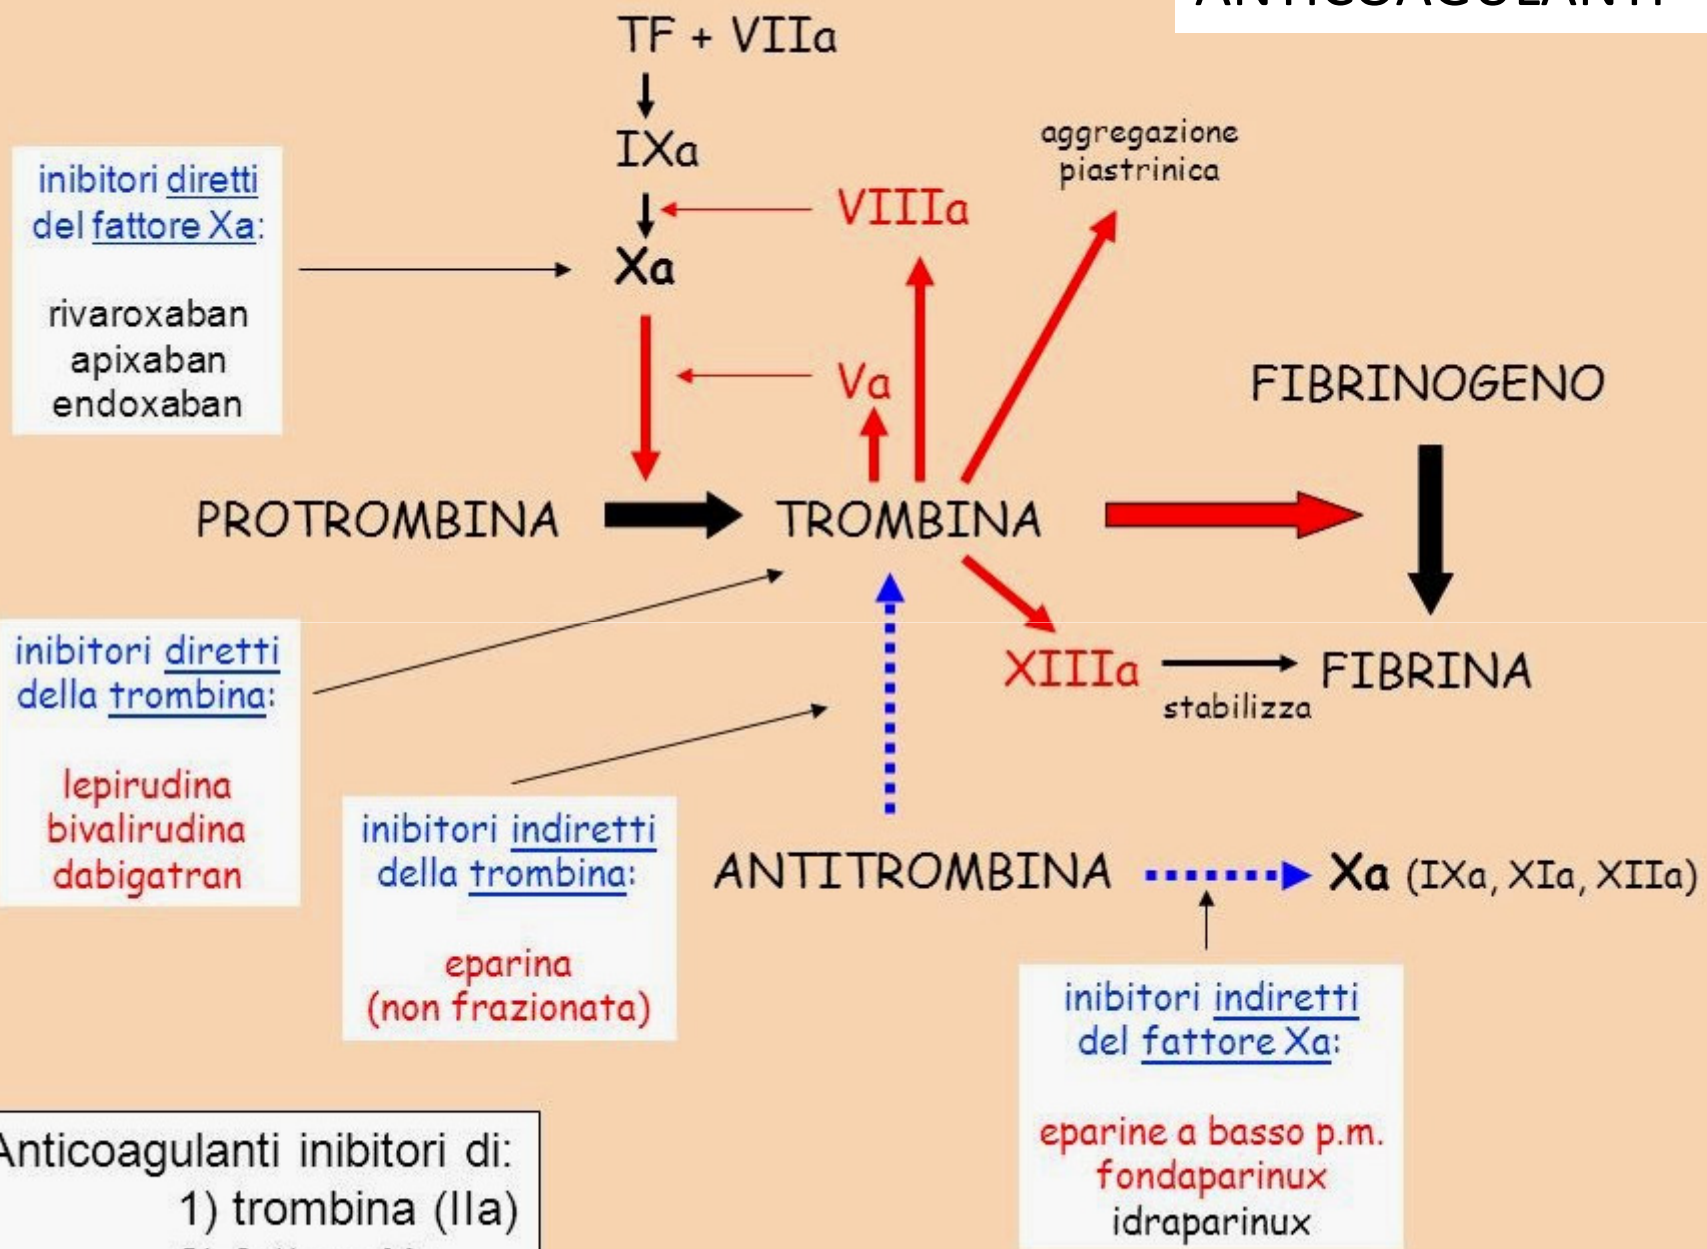 ANTICOAGULANTI
TF + VIIa
IXa
aggregazione
piastrinica
inibitori diretti
del fattore Xa:
rivaroxaban
apixaban
endoxaban
VIIIa
Xa
Va
FIBRINOGENO
PROTROMBINA
TROMBINA
inibitori diretti
della trombina:
lepirudina
bivalirudina
dabigatran
XIIIa
stabilizza
FIBRINA
inibitori indiretti
della trombina:
eparina
(non frazionata)
ANTITROMBINA
Xa (IXa, XIa, XIIa)
inibitori indiretti
del fattore Xa:
eparine a basso p.m.
fondaparinux
idraparinux
Anticoagulanti inibitori di:
1) trombina (IIa)